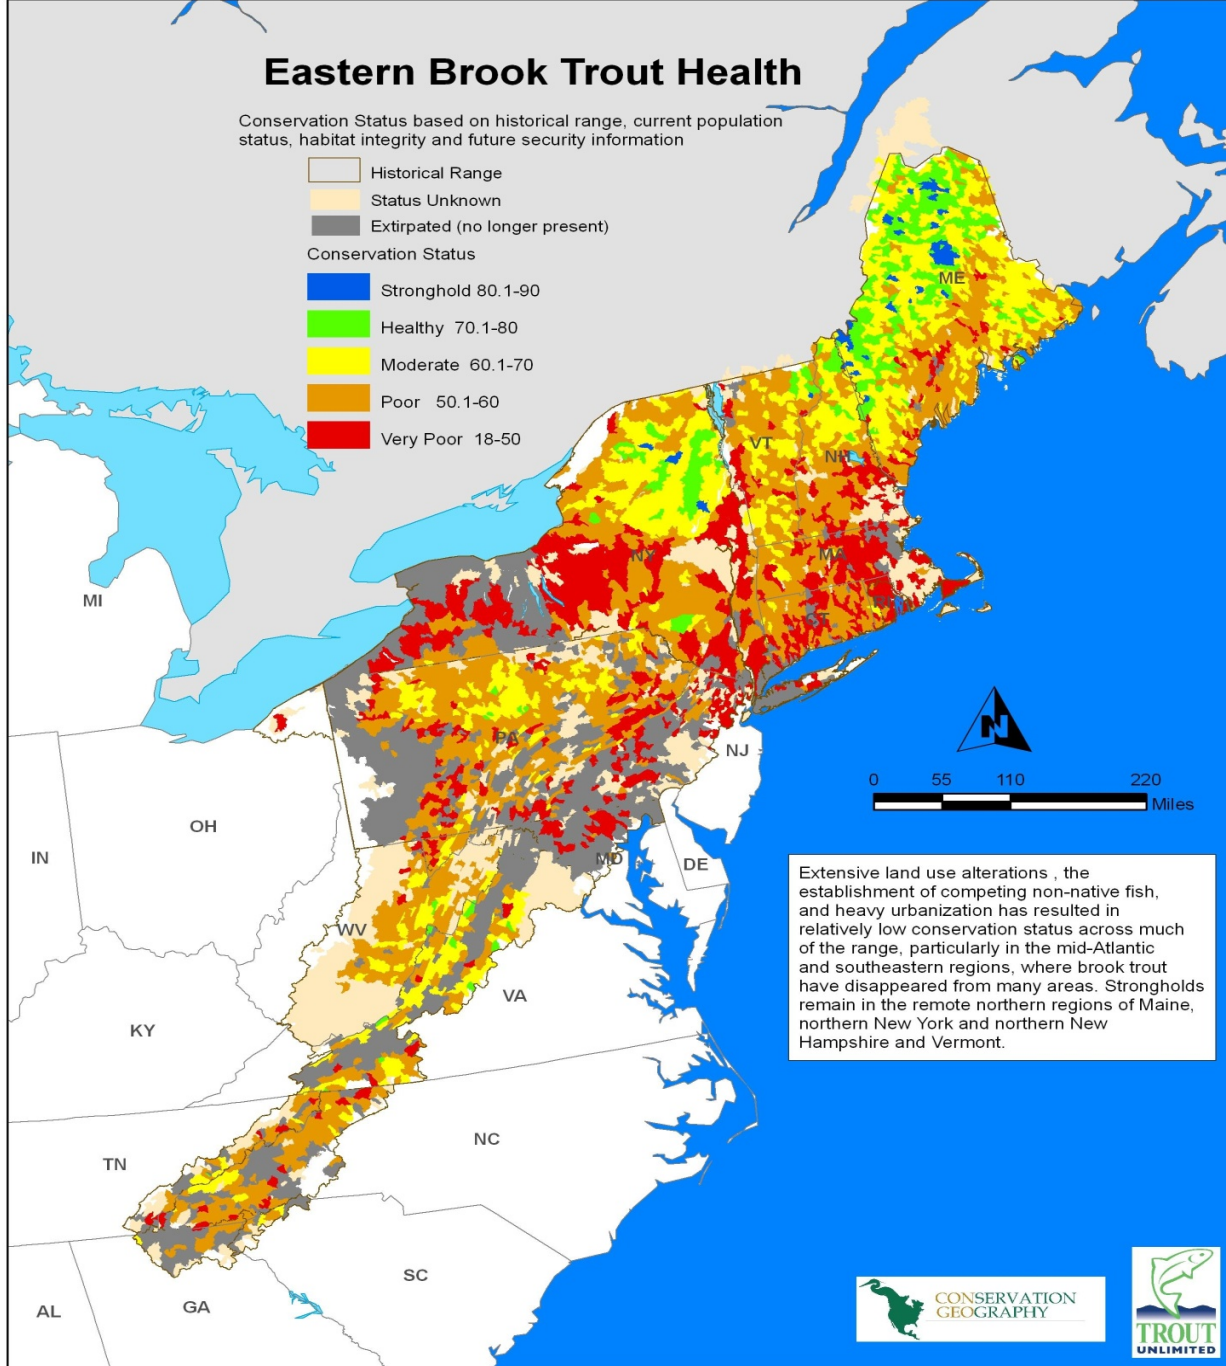 Eastern Brook Trout Health
Conservation Status based on historical range, current population
status, habitat integrity and future security information
Historical Range
Status Unknown
Extirpated (no longer present)
Conservation Status
Stronghold 80.1-90
Healthy 70.1-80
Moderate 60.1-70
Poor 50.1-60
Very Poor 18-50
ME
VT
NH
NY
MA
CT
MI
PA
NJ
OH
IN
MD
DE
WV
VA
KY
NC
TN
SC
GA
AL
N
0 55 110 220
Miles
Extensive land use alterations , the
establishment of competing non-native fish,
and heavy urbanization has resulted in
relatively low conservation status across much
of the range, particularly in the mid-Atlantic
and southeastern regions, where brook trout
have disappeared from many areas. Strongholds
remain in the remote northern regions of Maine,
northern New York and northern New
Hampshire and Vermont.
CONSERVATION
GEOGRAPHY
TROUT
UNLIMITED